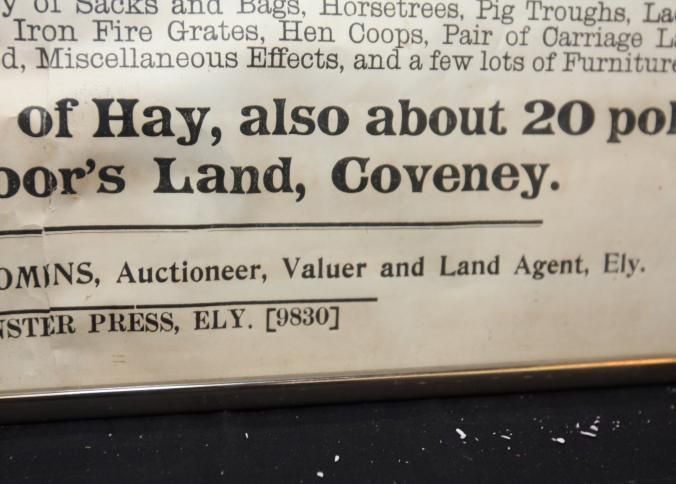 of Sacks and Bags, Horsetrees, Pig Troughs,
Iron Fire Grates, Hen Coops, Pair of Carriage
Miscellaneous Effects, and a few lots of Furniture
of Hay, also about 20
oor's Land, Coveney.
OMINS, Auctioneer, Valuer and Land Agent, Ely.
NSTER PRESS, ELY. [9830]